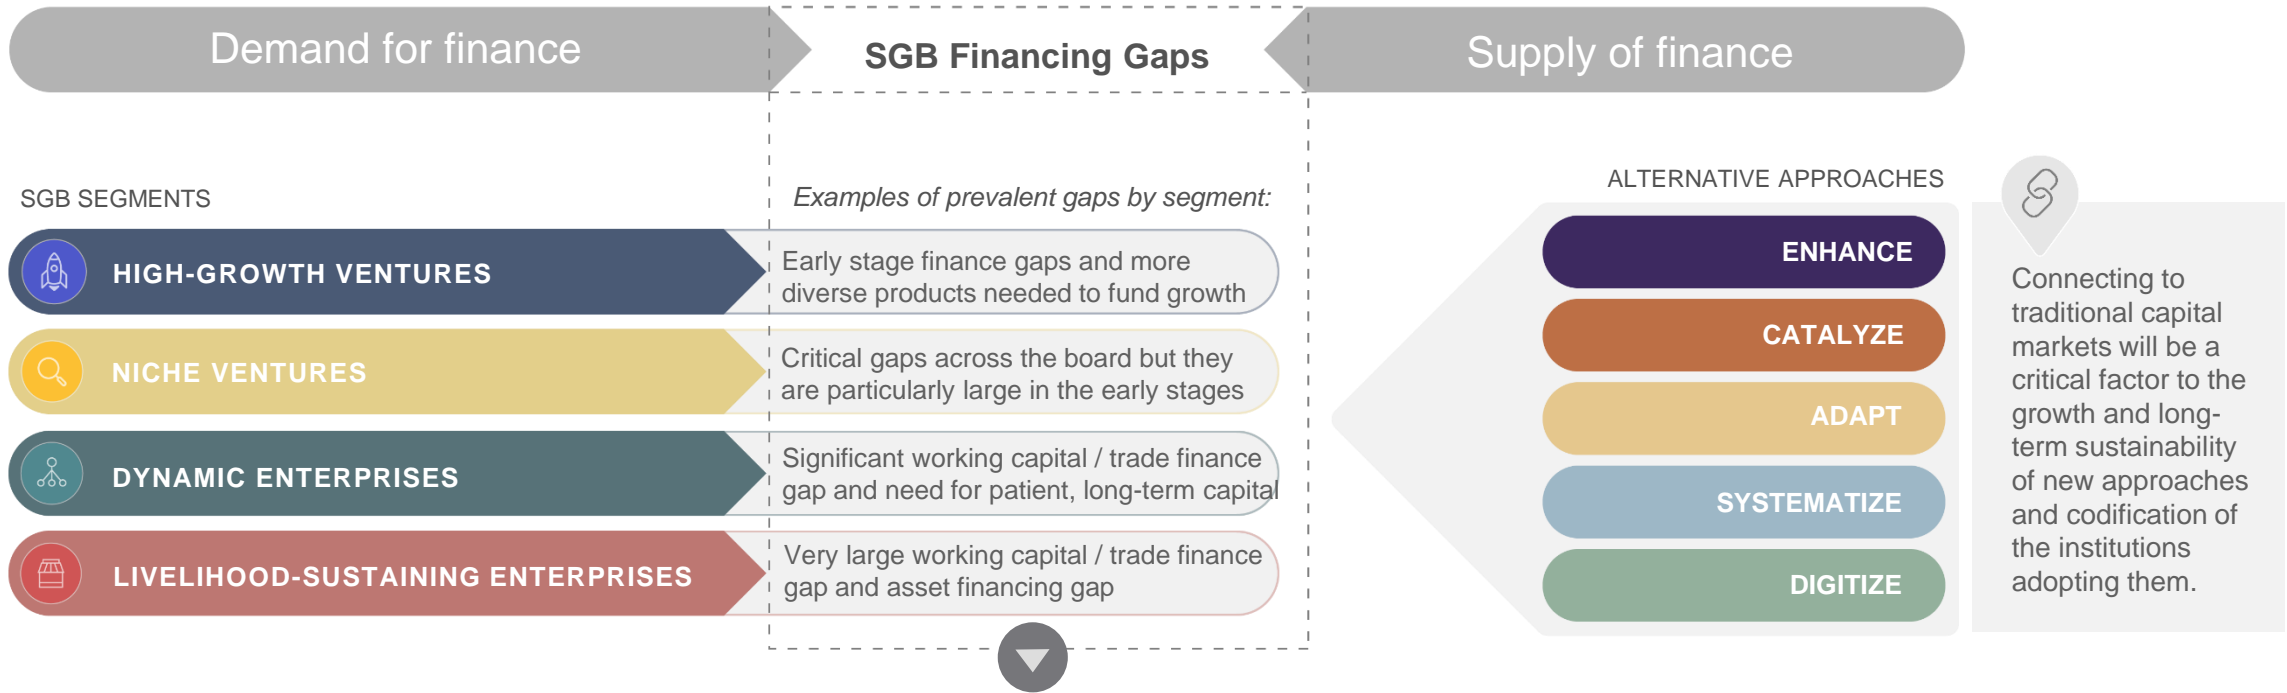 Demand for finance
SGB Financing Gaps
Supply of finance
SGB SEGMENTS
Examples of prevalent gaps by segment:
HIGH-GROWTH VENTURES
Early stage finance gaps and more
diverse products needed to fund growth
NICHE VENTURES
Critical gaps across the board but they
are particularly large in the early stages
DYNAMIC ENTERPRISES
Significant working capital / trade finance
gap and need for patient, long-term capital
LIVELIHOOD-SUSTAINING ENTERPRISES
Very large working capital / trade finance
gap and asset financing gap
ALTERNATIVE APPROACHES
ENHANCE
CATALYZE
ADAPT
SYSTEMATIZE
DIGITIZE
Connecting to
traditional capital
markets will be a
critical factor to the
growth and long-
term sustainability
of new approaches
and codification of
the institutions
adopting them.